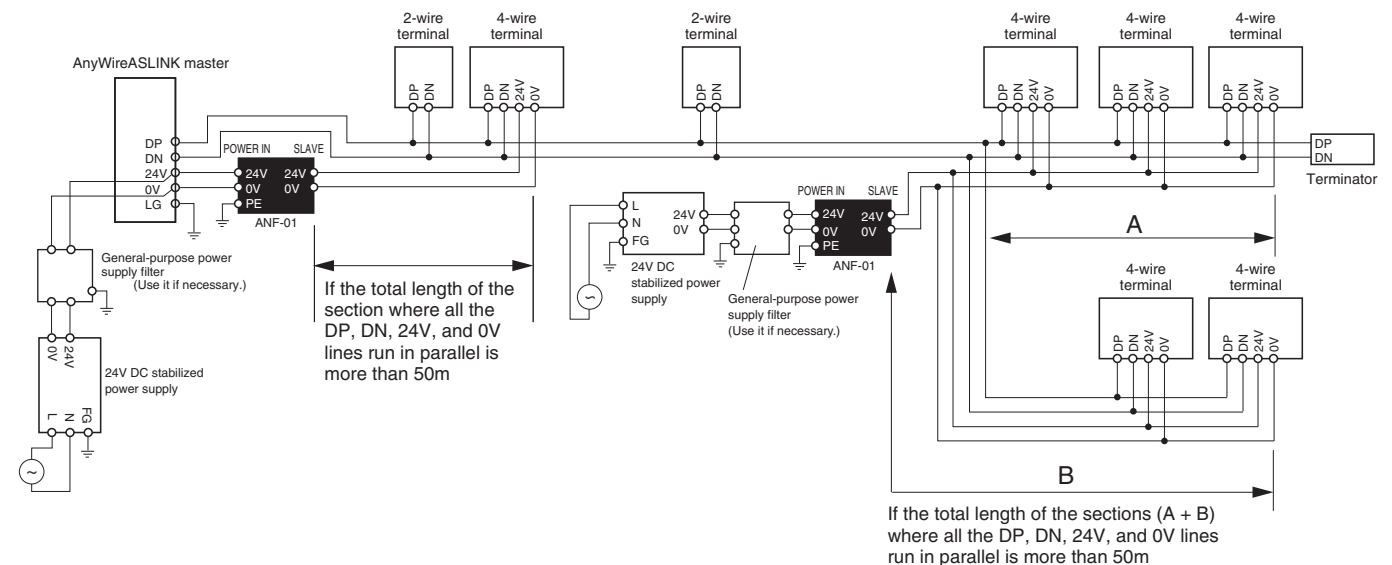 2-wire
terminal
4-wire
terminal
2-wire
terminal
4-wire
terminal
4-wire
terminal
4-wire
terminal
AnyWireASLINK master
DP
DN
DP
DN
24V
0V
DP
DN
DP
DN
24V
0V
DP
DN
24V
0V
DP
DN
24V
0V
DP
DN
24V
0V
LG
POWER IN
SLAVE
24V
0V
PE
24V
0V
ANF-01
DP
DN
Terminator
General-purpose power
supply filter
(Use it if necessary.)
0V
24V
24V DC stabilized
power supply
L
N
FG
~
If the total length of the
section where all the
DP, DN, 24V, and 0V
lines run in parallel is
more than 50m
~
L
N
FG
24V
0V
24V DC
stabilized power
supply
General-purpose power
supply filter
(Use it if necessary.)
POWER IN
SLAVE
24V
0V
PE
24V
0V
ANF-01
A
4-wire
terminal
4-wire
terminal
DP
DN
24V
0V
DP
DN
24V
0V
B
If the total length of the sections (A + B)
where all the DP, DN, 24V, and 0V lines
run in parallel is more than 50m